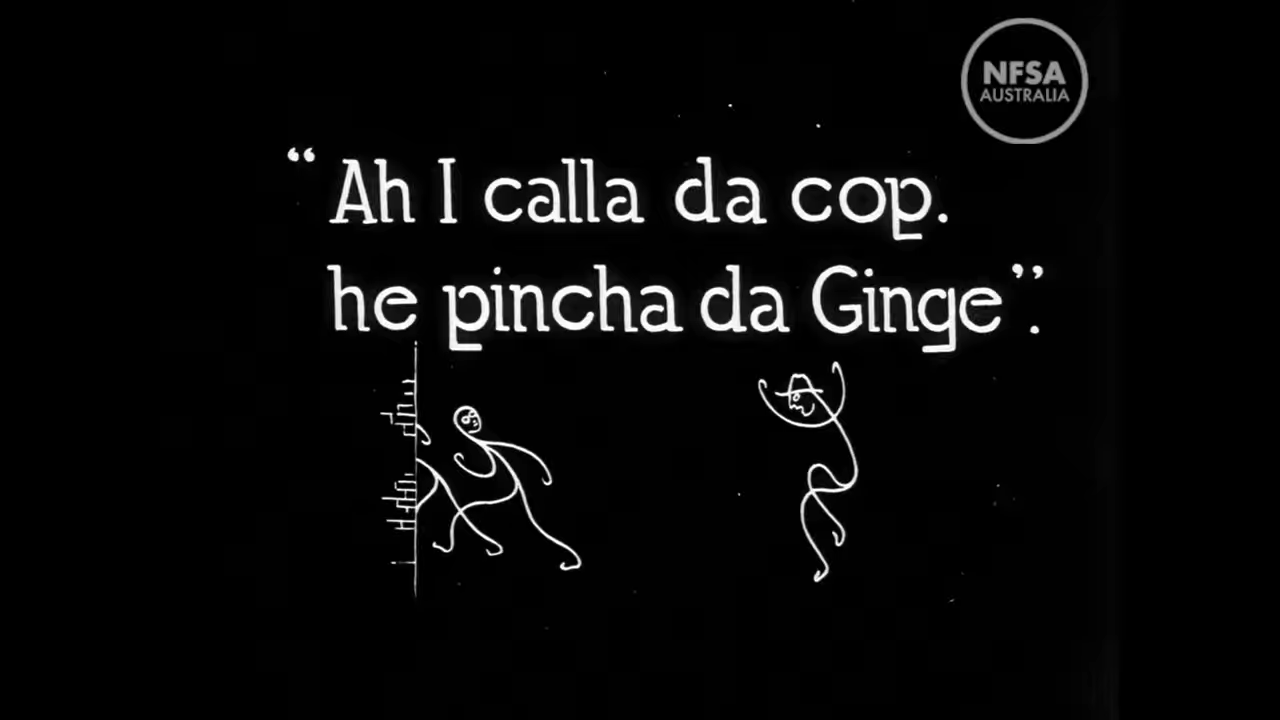 NFSA
AUSTRALIA
“Ah I calla da cop.
he pincha da Ginge”.